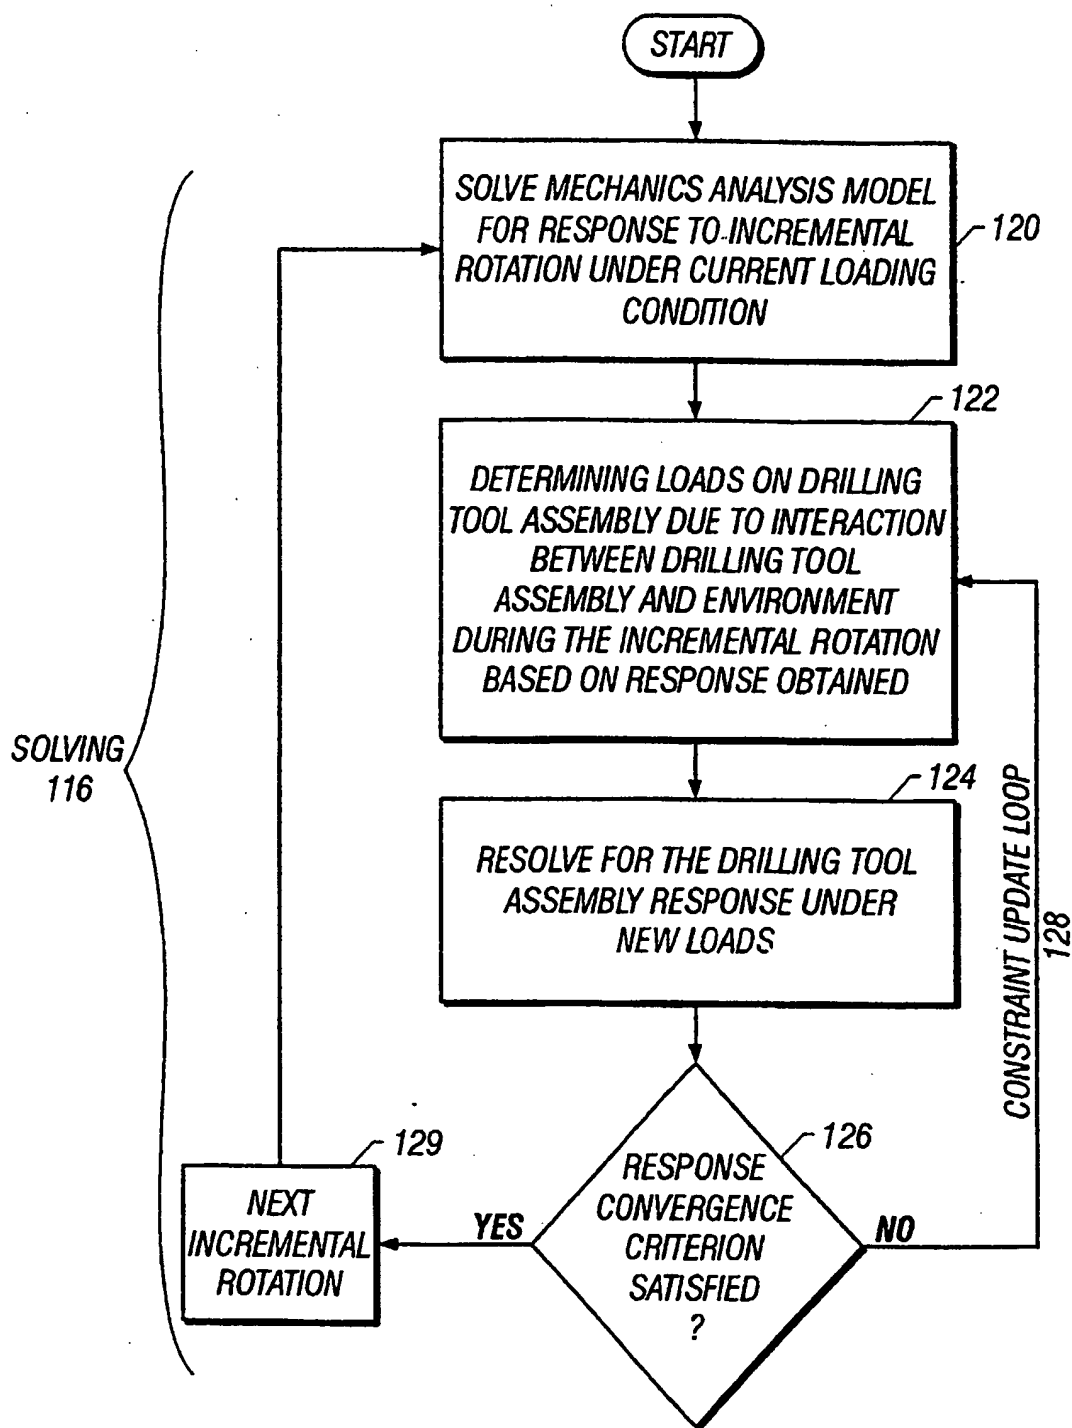 START
SOLVE MECHANICS ANALYSIS MODEL
FOR RESPONSE TO INCREMENTAL
ROTATION UNDER CURRENT LOADING
CONDITION
120
122
DETERMINING LOADS ON DRILLING
TOOL ASSEMBLY DUE TO INTERACTION
BETWEEN DRILLING TOOL
ASSEMBLY AND ENVIRONMENT
DURING THE INCREMENTAL ROTATION
BASED ON RESPONSE OBTAINED
SOLVING
116
124
RESOLVE FOR THE DRILLING TOOL
ASSEMBLY RESPONSE UNDER
NEW LOADS
CONSTRAINT UPDATE LOOP
128
126
RESPONSE
CONVERGENCE
CRITERION
SATISFIED
?
YES
NO
129
NEXT
INCREMENTAL
ROTATION